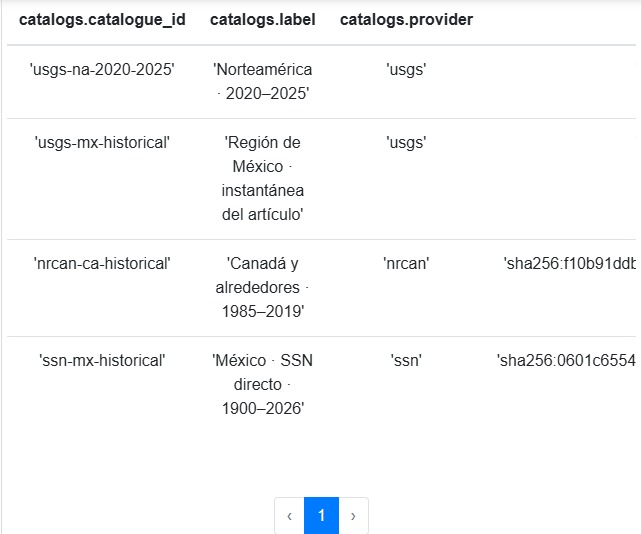 catalogs.catalogue_id catalogs.label catalogs.provider
'usgs-na-2020-2025' 'Norteamérica 'usgs'
· 2020–2025'
'usgs-mx-historical' 'Región de 'usgs'
México ·
instantánea
del artículo'
'nrcan-ca-historical' 'Canadá y 'nrcan' 'sha256:f10b91ddb
alrededores ·
1985–2019'
'ssn-mx-historical' 'México · SSN 'ssn' 'sha256:0601c6554
directo ·
1900–2026'
‹ 1 ›